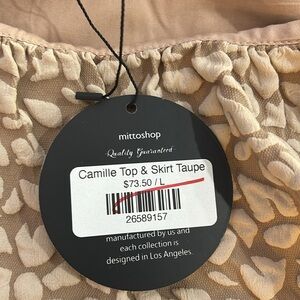 mittoshop
Quality Guaranteed
Camille Top & Skirt Taupe
$73.50 / L
26589157
manufactured by us and
each collection is
designed in Los Angeles.